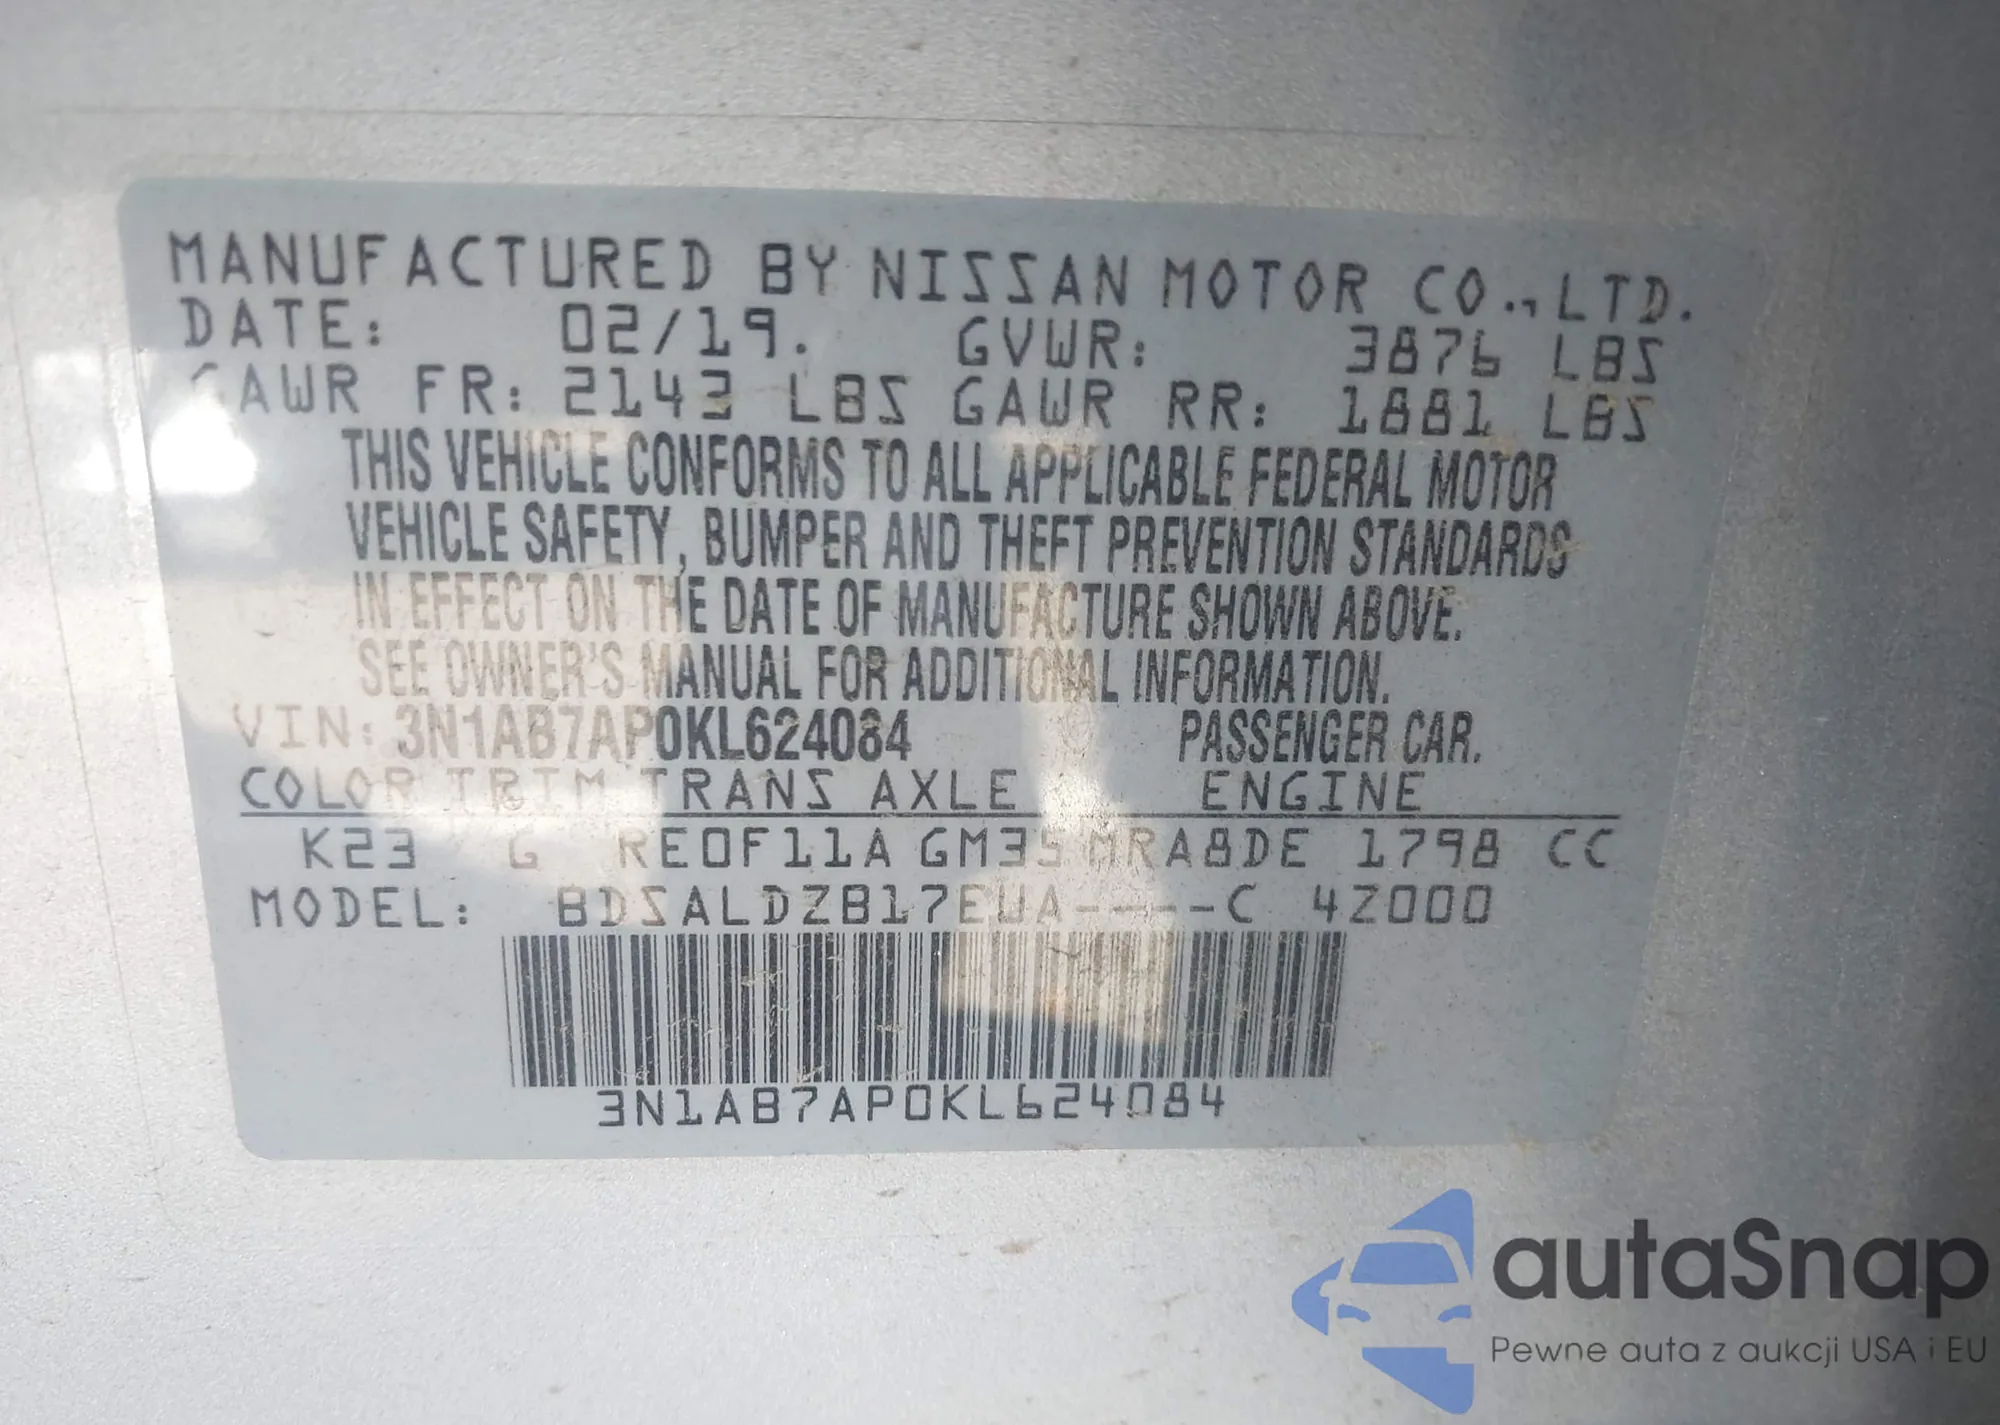 MANUFACTURED BY NISSAN MOTOR CO., LTD.
DATE: 02/19. GVWR: 3876 LBS
GAWR FR: 2143 LBS GAWR RR: 1881 LBS
THIS VEHICLE CONFORMS TO ALL APPLICABLE FEDERAL MOTOR
VEHICLE SAFETY, BUMPER AND THEFT PREVENTION STANDARDS
IN EFFECT ON THE DATE OF MANUFACTURE SHOWN ABOVE.
SEE OWNER'S MANUAL FOR ADDITIONAL INFORMATION.
VIN: 3N1AB7AP0KL624084 PASSENGER CAR.
COLOR TRIM TRANS AXLE ENGINE
K23 G RE0F11A GM35 MRA8DE 1798 CC
MODEL: BDSALDZB17EUA----C 4Z000
3N1AB7AP0KL624084
autaSnap
Pewne auta z aukcji USA i EU